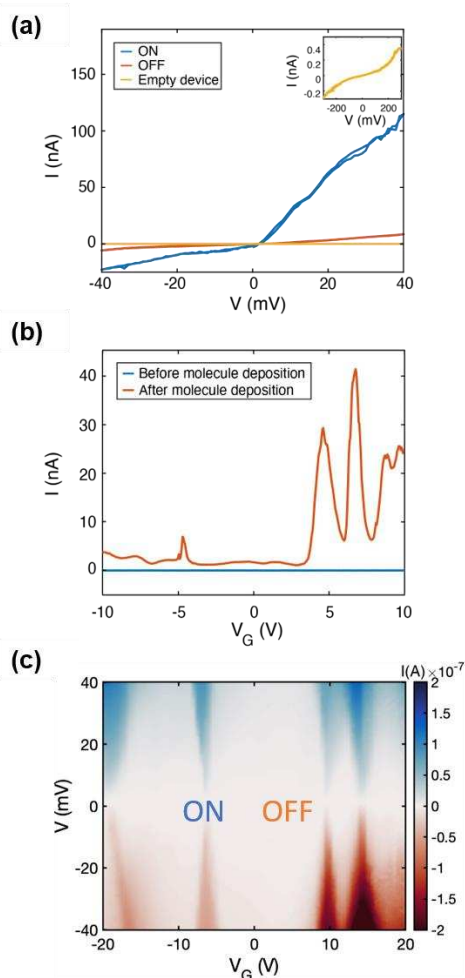 (a)
ON
OFF
Empty device
I (nA)
150
100
50
0
-40
-20
0
20
40
V (mV)
I (nA)
0.4
0.2
0
-0.2
-200
0
200
V (mV)
(b)
Before molecule deposition
After molecule deposition
I (nA)
40
30
20
10
0
-10
-5
0
5
10
V_G (V)
(c)
I(A) ×10⁻⁷
V (mV)
40
20
0
-20
-40
ON
OFF
-20
-10
0
10
20
V_G (V)
2
1.5
1
0.5
0
-0.5
-1
-1.5
-2